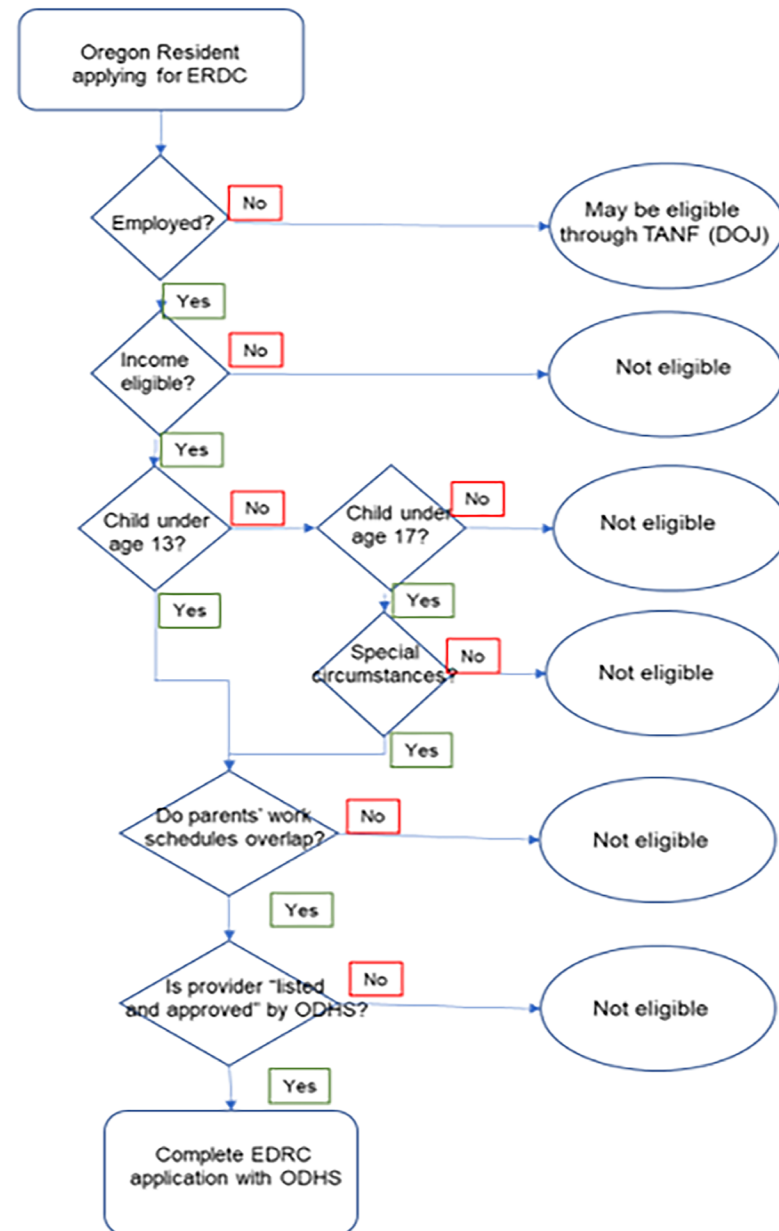 Oregon Resident
applying for ERDC
Employed?
No
May be eligible
through TANF (DOJ)
Yes
Income
eligible?
No
Not eligible
Yes
Child under
age 13?
No
Child under
age 17?
No
Not eligible
Yes
Yes
Special
circumstances?
No
Not eligible
Yes
Do parents' work
schedules overlap?
No
Not eligible
Yes
Is provider "listed
and approved" by ODHS?
No
Not eligible
Yes
Complete EDRC
application with ODHS